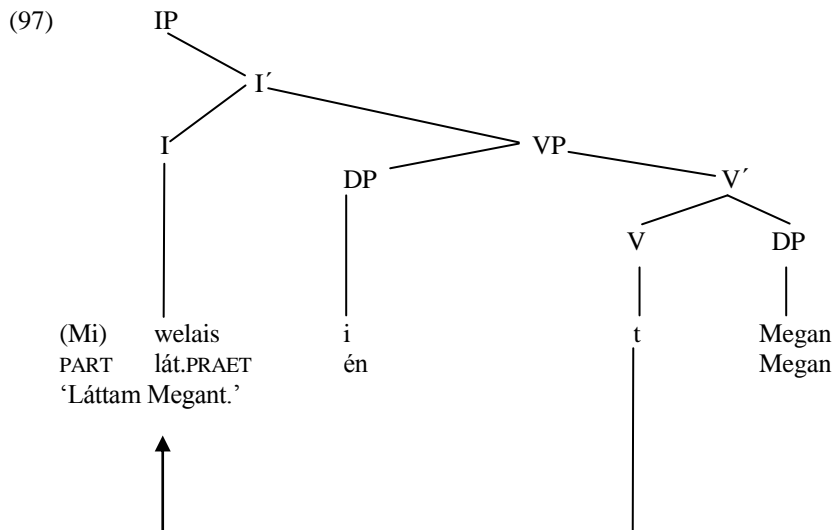 (97) IP
I´
I VP
DP V´
V DP
(Mi) welais i t Megan
PART lát.PRAET én Megan
‘Láttam Megant.’